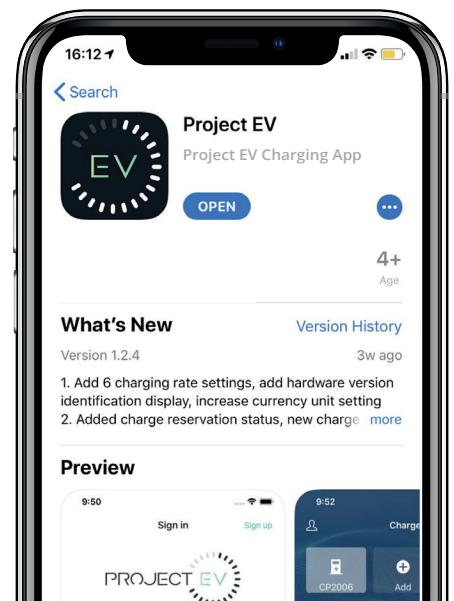 16:12
Search
EV
Project EV
Project EV Charging App
OPEN
4+
Age
What's New
Version History
Version 1.2.4
3w ago
1. Add 6 charging rate settings, add hardware version
identification display, increase currency unit setting
2. Added charge reservation status, new charge more
Preview
9:50
Sign in
Sign up
PROJECT EV
9:52
Charge
CP2006
Add